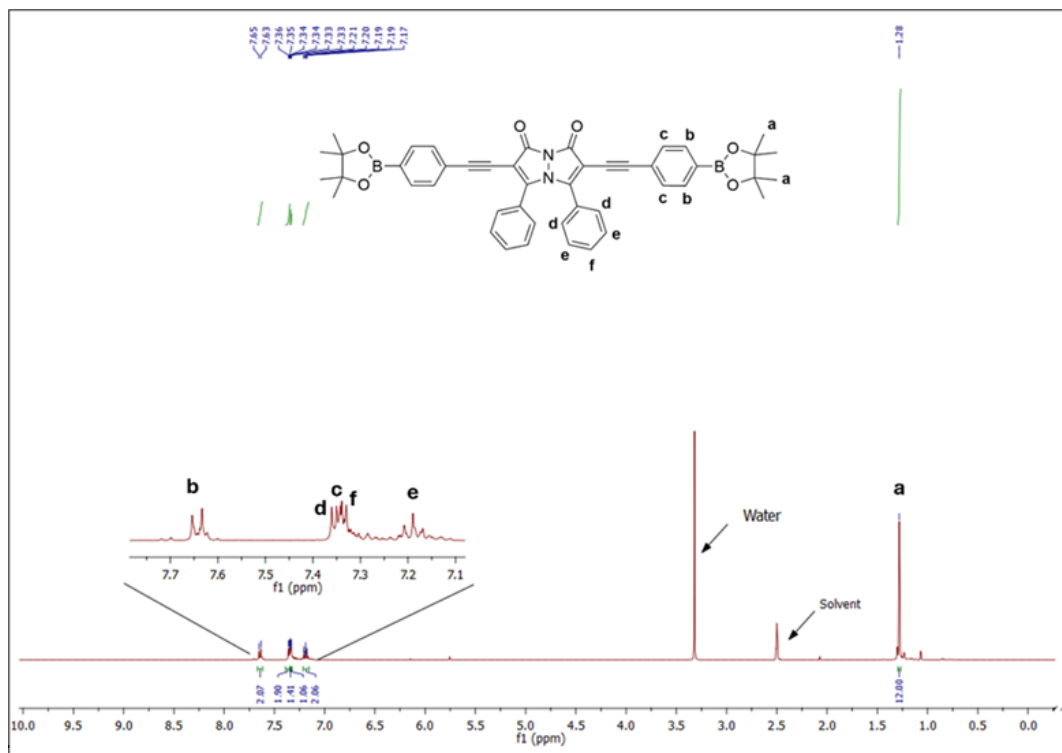 7.65
7.63
7.36
7.35
7.34
7.34
7.33
7.33
7.21
7.20
7.19
7.19
7.17
1.28
O O
O B O
N
N
c b
c b
O B O
a
a
d
d
e
e
f
b
d
c
f
e
7.7 7.6 7.5 7.4 7.3 7.2 7.1
f1 (ppm)
Water
Solvent
a
2.07
1.90
1.41
1.06
2.06
12.00
10.0 9.5 9.0 8.5 8.0 7.5 7.0 6.5 6.0 5.5 5.0 4.5 4.0 3.5 3.0 2.5 2.0 1.5 1.0 0.5 0.0
f1 (ppm)